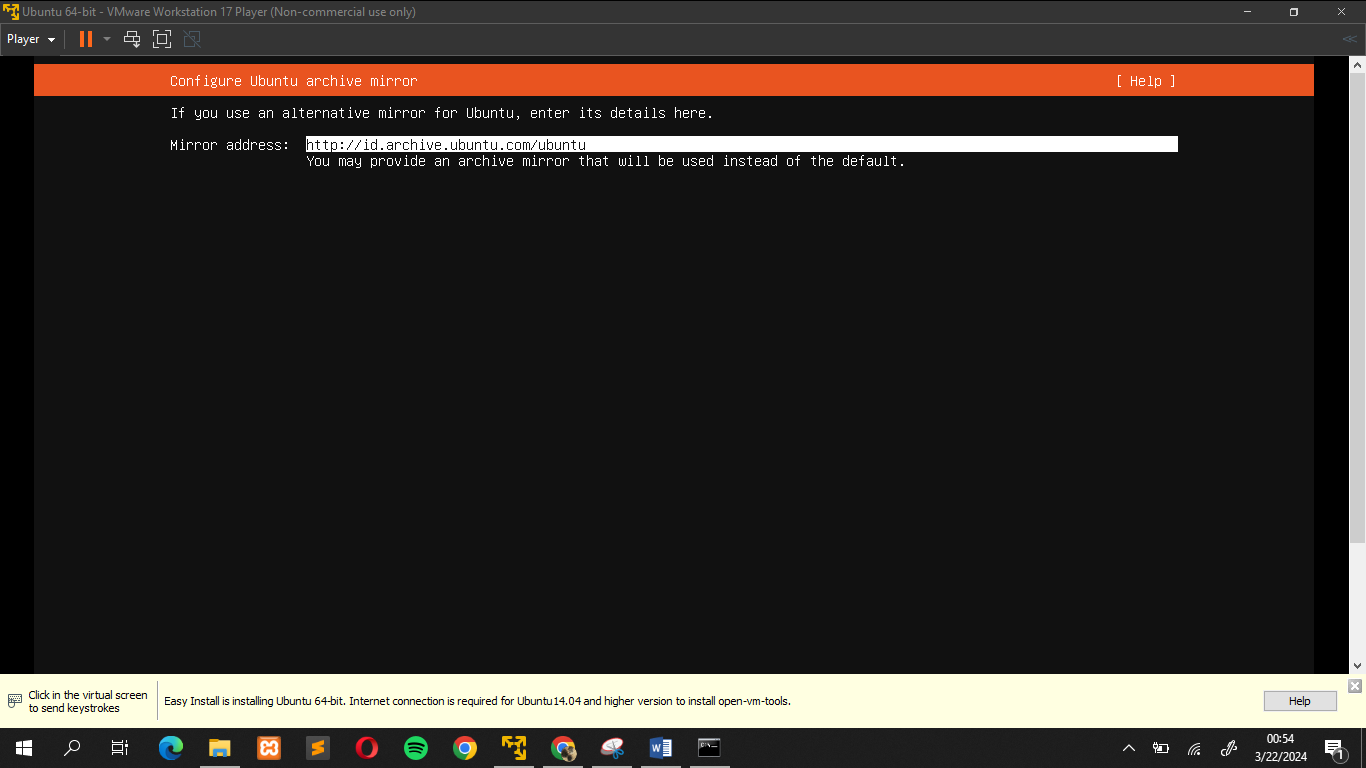 Ubuntu 64-bit - VMware Workstation 17 Player (Non-commercial use only)
Player
Configure Ubuntu archive mirror [ Help ]
If you use an alternative mirror for Ubuntu, enter its details here.
Mirror address: http://id.archive.ubuntu.com/ubuntu
You may provide an archive mirror that will be used instead of the default.
Click in the virtual screen
to send keystrokes
Easy Install is installing Ubuntu 64-bit. Internet connection is required for Ubuntu14.04 and higher version to install open-vm-tools.
Help
00:54
3/22/2024
1